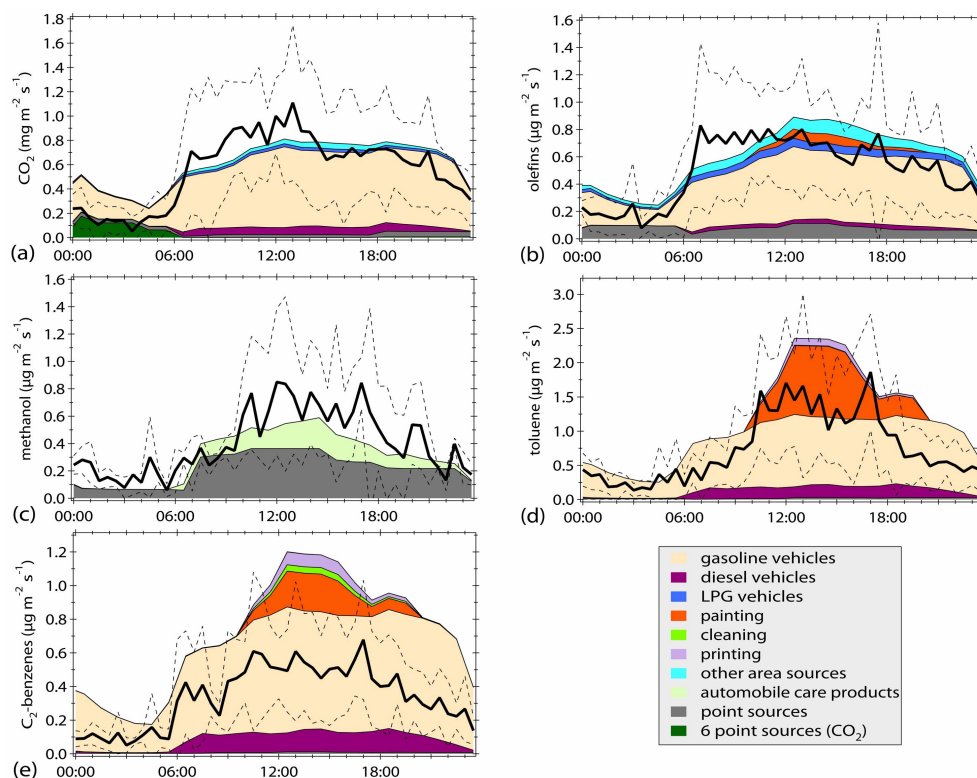 1.8
1.6
1.4
1.2
1.0
0.8
0.6
0.4
0.2
0.0
CO2 (mg m-2 s-1)
00:00 06:00 12:00 18:00
(a)
1.6
1.4
1.2
1.0
0.8
0.6
0.4
0.2
0.0
olefins (µg m-2 s-1)
00:00 06:00 12:00 18:00
(b)
1.6
1.4
1.2
1.0
0.8
0.6
0.4
0.2
0.0
methanol (µg m-2 s-1)
00:00 06:00 12:00 18:00
(c)
3.0
2.5
2.0
1.5
1.0
0.5
0.0
toluene (µg m-2 s-1)
00:00 06:00 12:00 18:00
(d)
1.2
1.0
0.8
0.6
0.4
0.2
0.0
C2-benzenes (µg m-2 s-1)
00:00 06:00 12:00 18:00
(e)
gasoline vehicles
diesel vehicles
LPG vehicles
painting
cleaning
printing
other area sources
automobile care products
point sources
6 point sources (CO2)